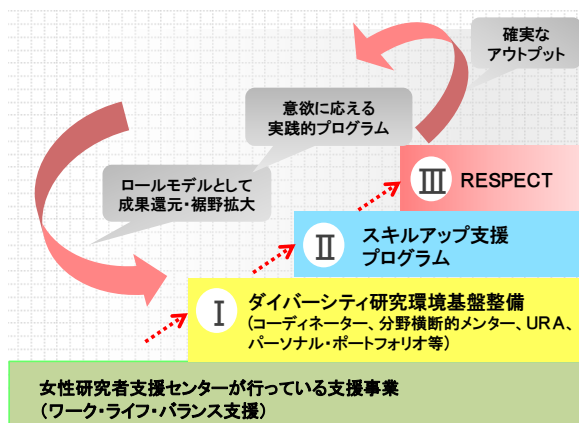 確実な
アウトプット
意欲に応える
実践的プログラム
ロールモデルとして
成果還元・裾野拡大
Ⅲ RESPECT
Ⅱ スキルアップ支援
プログラム
Ⅰ ダイバーシティ研究環境基盤整備
(コーディネーター、分野横断的メンター、URA、
パーソナル・ポートフォリオ等)
女性研究者支援センターが行っている支援事業
(ワーク・ライフ・バランス支援)